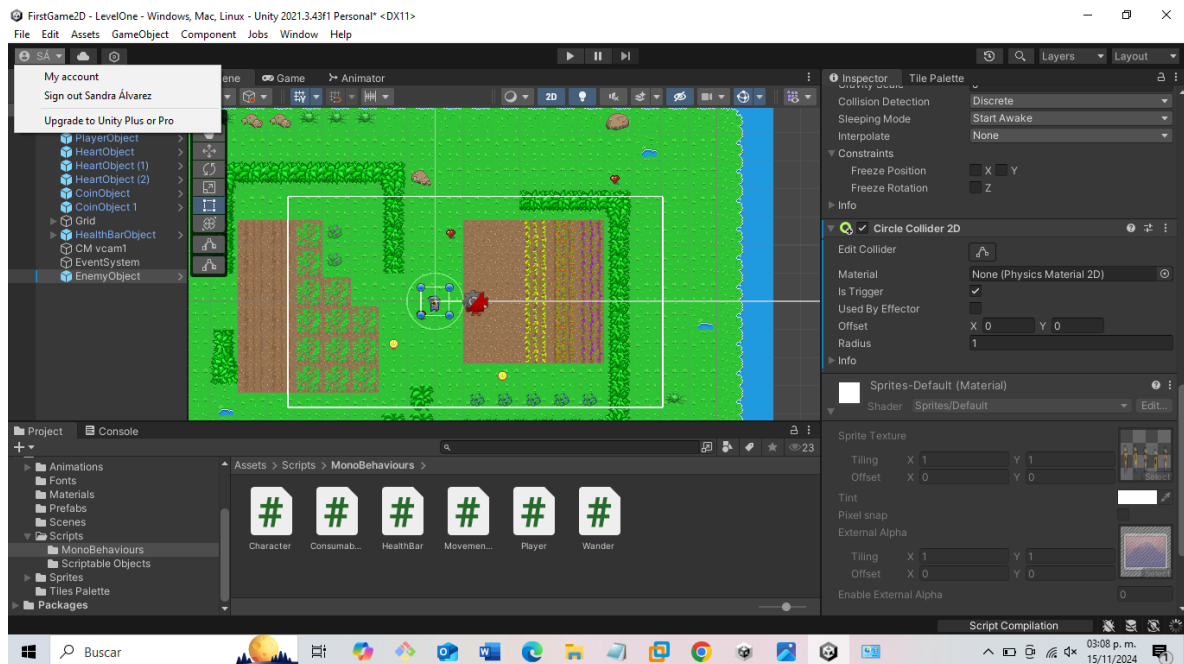 FirstGame2D - LevelOne - Windows, Mac, Linux - Unity 2021.3.43f1 Personal* <DX11>
File Edit Assets GameObject Component Jobs Window Help
SÁ
Layers
Layout
My account
Sign out Sandra Álvarez
Upgrade to Unity Plus or Pro
Game
Animator
2D
PlayerObject
HeartObject
HeartObject (1)
HeartObject (2)
CoinObject
CoinObject 1
Grid
HealthBarObject
CM vcam1
EventSystem
EnemyObject
Inspector
Tile Palette
Gravity Scale
Collision Detection
Discrete
Sleeping Mode
Start Awake
Interpolate
None
Constraints
Freeze Position
X
Y
Freeze Rotation
Z
Info
Circle Collider 2D
Edit Collider
Material
None (Physics Material 2D)
Is Trigger
Used By Effector
Offset
X 0
Y 0
Radius
1
Info
Sprites-Default (Material)
Shader
Sprites/Default
Edit...
Sprite Texture
Tiling
X 1
Y 1
Offset
X 0
Y 0
Select
Tint
Pixel snap
External Alpha
Tiling
X 1
Y 1
Offset
X 0
Y 0
Select
Enable External Alpha
0
Project
Console
23
Animations
Fonts
Materials
Prefabs
Scenes
Scripts
MonoBehaviours
Scriptable Objects
Sprites
Tiles Palette
Packages
Assets > Scripts > MonoBehaviours >
Character
Consumab...
HealthBar
Movemen...
Player
Wander
Script Compilation
Buscar
03:08 p. m.
15/11/2024
1